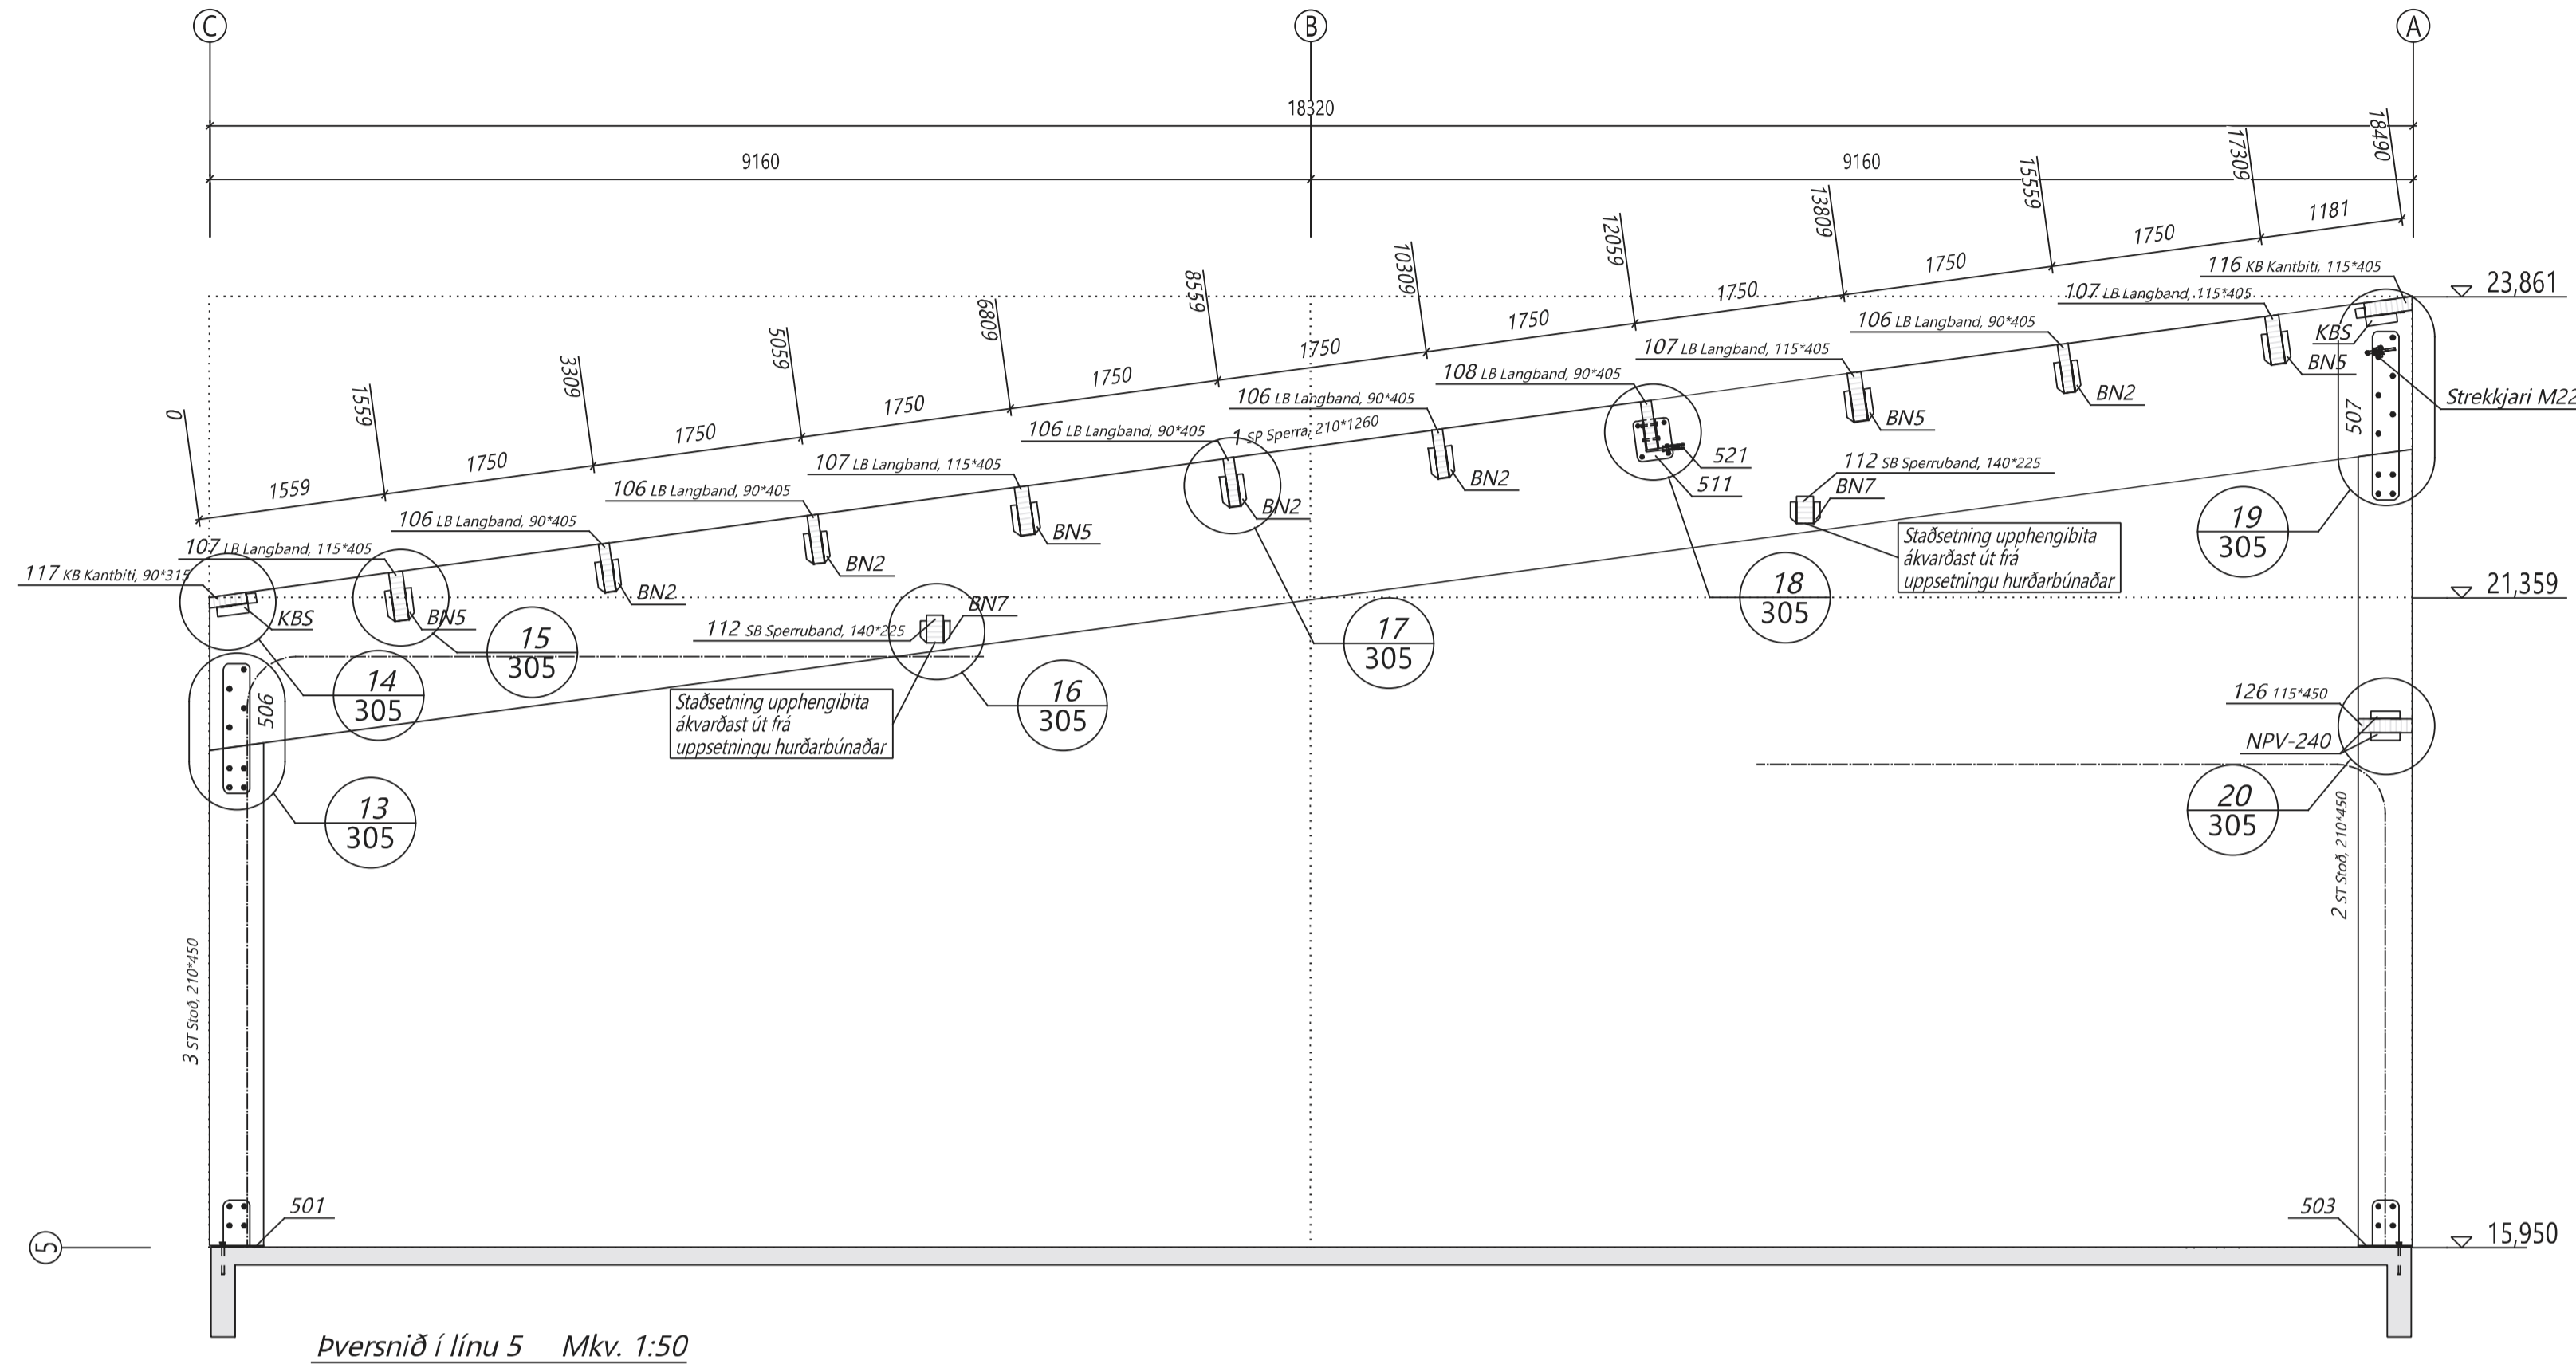 C
B
A
18320
9160
9160
0
1559
3309
5059
6809
8559
10309
12059
13809
15559
17309
18490
1559
1750
1750
1750
1750
1750
1750
1750
1750
1750
1181
116 KB Kantbiti, 115*405
23,861
107 LB Langband, 115*405
106 LB Langband, 90*405
KBS
BN5
107 LB Langband, 115*405
BN2
Strekkjari M22
507
108 LB Langband, 90*405
BN5
106 LB Langband, 90*405
1 SP Sperra, 210*1260
106 LB Langband, 90*405
521
511
BN2
112 SB Sperruband, 140*225
BN7
107 LB Langband, 115*405
BN2
19
305
Staðsetning upphengibita
ákvarðast út frá
uppsetningu hurðarbúnaðar
106 LB Langband, 90*405
BN5
106 LB Langband, 90*405
BN2
107 LB Langband, 115*405
BN2
117 KB Kantbiti, 90*315
KBS
BN5
21,359
18
305
15
305
17
305
BN7
112 SB Sperruband, 140*225
14
305
506
16
305
Staðsetning upphengibita
ákvarðast út frá
uppsetningu hurðarbúnaðar
126 115*450
NPV-240
13
305
20
305
2 ST Stoð, 210*450
3 ST Stoð, 210*450
501
503
5
15,950
Þversnið í línu 5 Mkv. 1:50